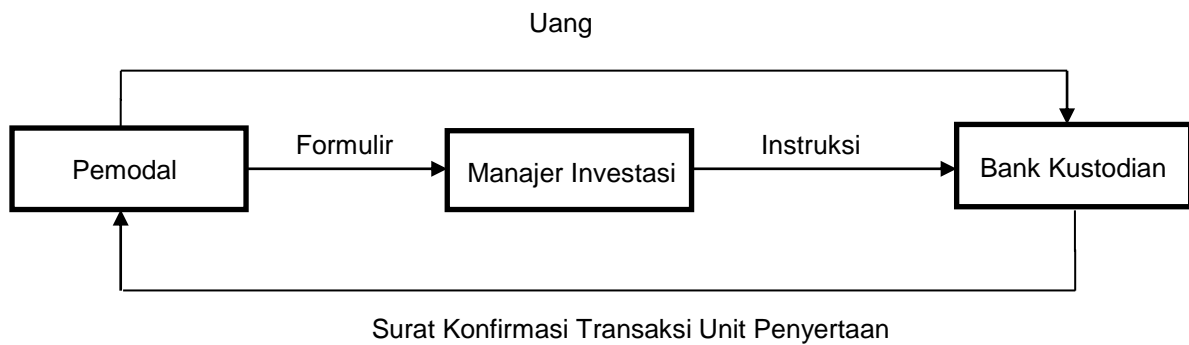 Uang
Formulir
Instruksi
Pemodal
Manajer Investasi
Bank Kustodian
Surat Konfirmasi Transaksi Unit Penyertaan